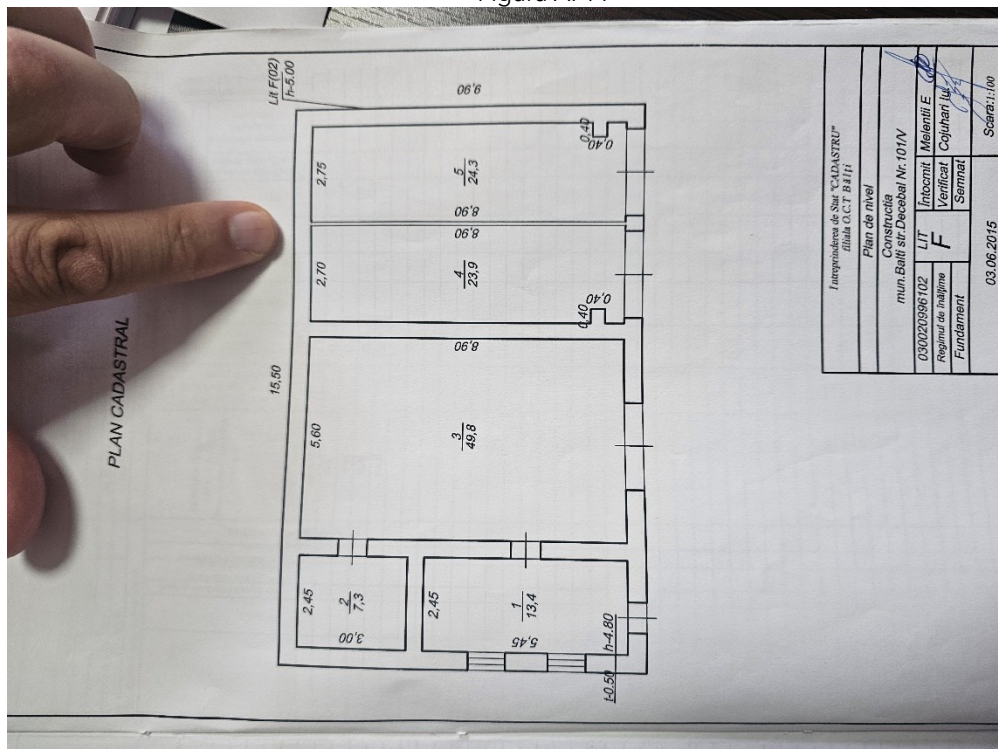 PLAN CADASTRAL
Lit F(02)
h-5.00
9,90
15,50
2,75
5
24,3
8,90
0,40
0,40
8,90
2,70
4
23,9
0,40
0,40
8,90
5,60
3
49,8
2,45
2
7,3
3,00
2,45
1
13,4
5,45
h-4.80
t-0.50
Intreprinderea de Stat "CADASTRU"
filiala O.C.T Bălţi
Plan de nivel
Constructia
mun.Balti str.Decebal Nr.101/V
030020996102 LIT Întocmit Melentii E
Regimul de înălţime F Verificat Cojuhari Iu
Fundament Semnat
03.06.2015 Scara:1:100